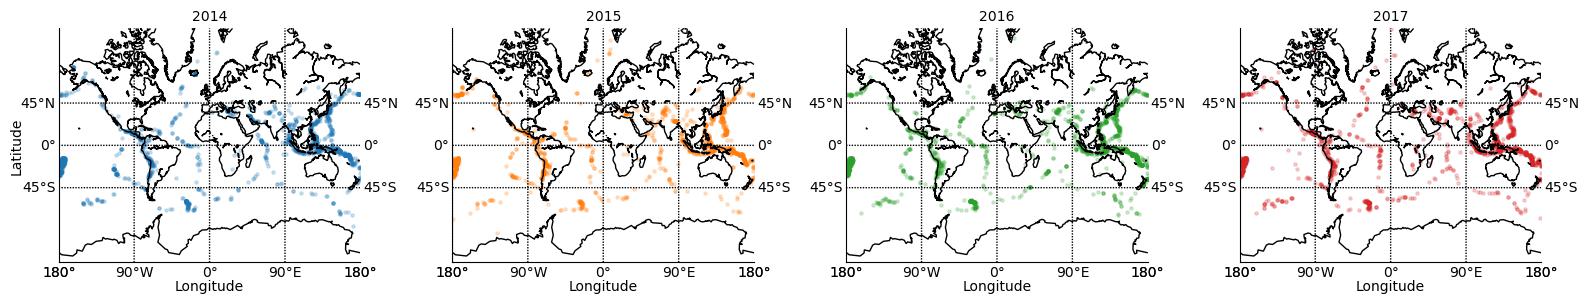 2014 2015 2016 2017
Latitude
45°N 45°N 45°N 45°N 45°N 45°N 45°N 45°N
0° 0° 0° 0° 0° 0° 0° 0°
45°S 45°S 45°S 45°S 45°S 45°S 45°S 45°S
180° 90°W 0° 90°E 180° 180° 90°W 0° 90°E 180° 180° 90°W 0° 90°E 180° 180° 90°W 0° 90°E 180°
Longitude Longitude Longitude Longitude